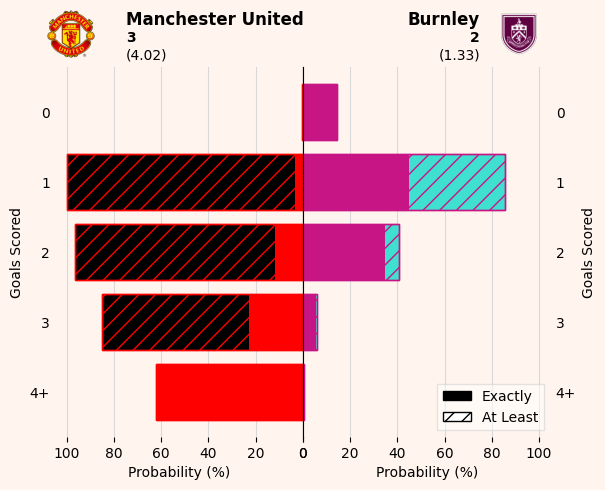 Manchester United
3
(4.02)
Burnley
2
(1.33)
MANCHESTER
UNITED
Goals Scored
0
1
2
3
4+
0
1
2
3
4+
Goals Scored
Exactly
At Least
100 80 60 40 20 0
0 20 40 60 80 100
Probability (%)
Probability (%)